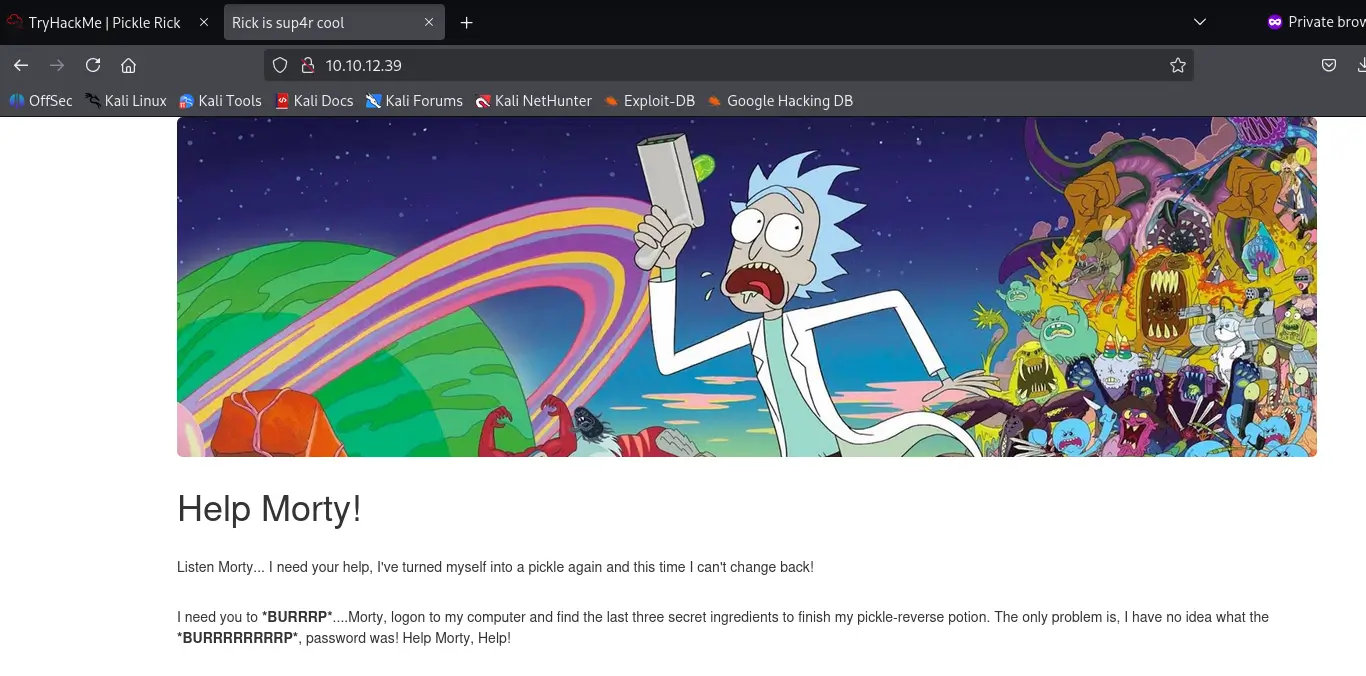 TryHackMe | Pickle Rick
Rick is sup4r cool
Private brow
10.10.12.39
OffSec Kali Linux Kali Tools Kali Docs Kali Forums Kali NetHunter Exploit-DB Google Hacking DB
Help Morty!
Listen Morty... I need your help, I've turned myself into a pickle again and this time I can't change back!
I need you to *BURRRP*....Morty, logon to my computer and find the last three secret ingredients to finish my pickle-reverse potion. The only problem is, I have no idea what the
*BURRRRRRRRP*, password was! Help Morty, Help!